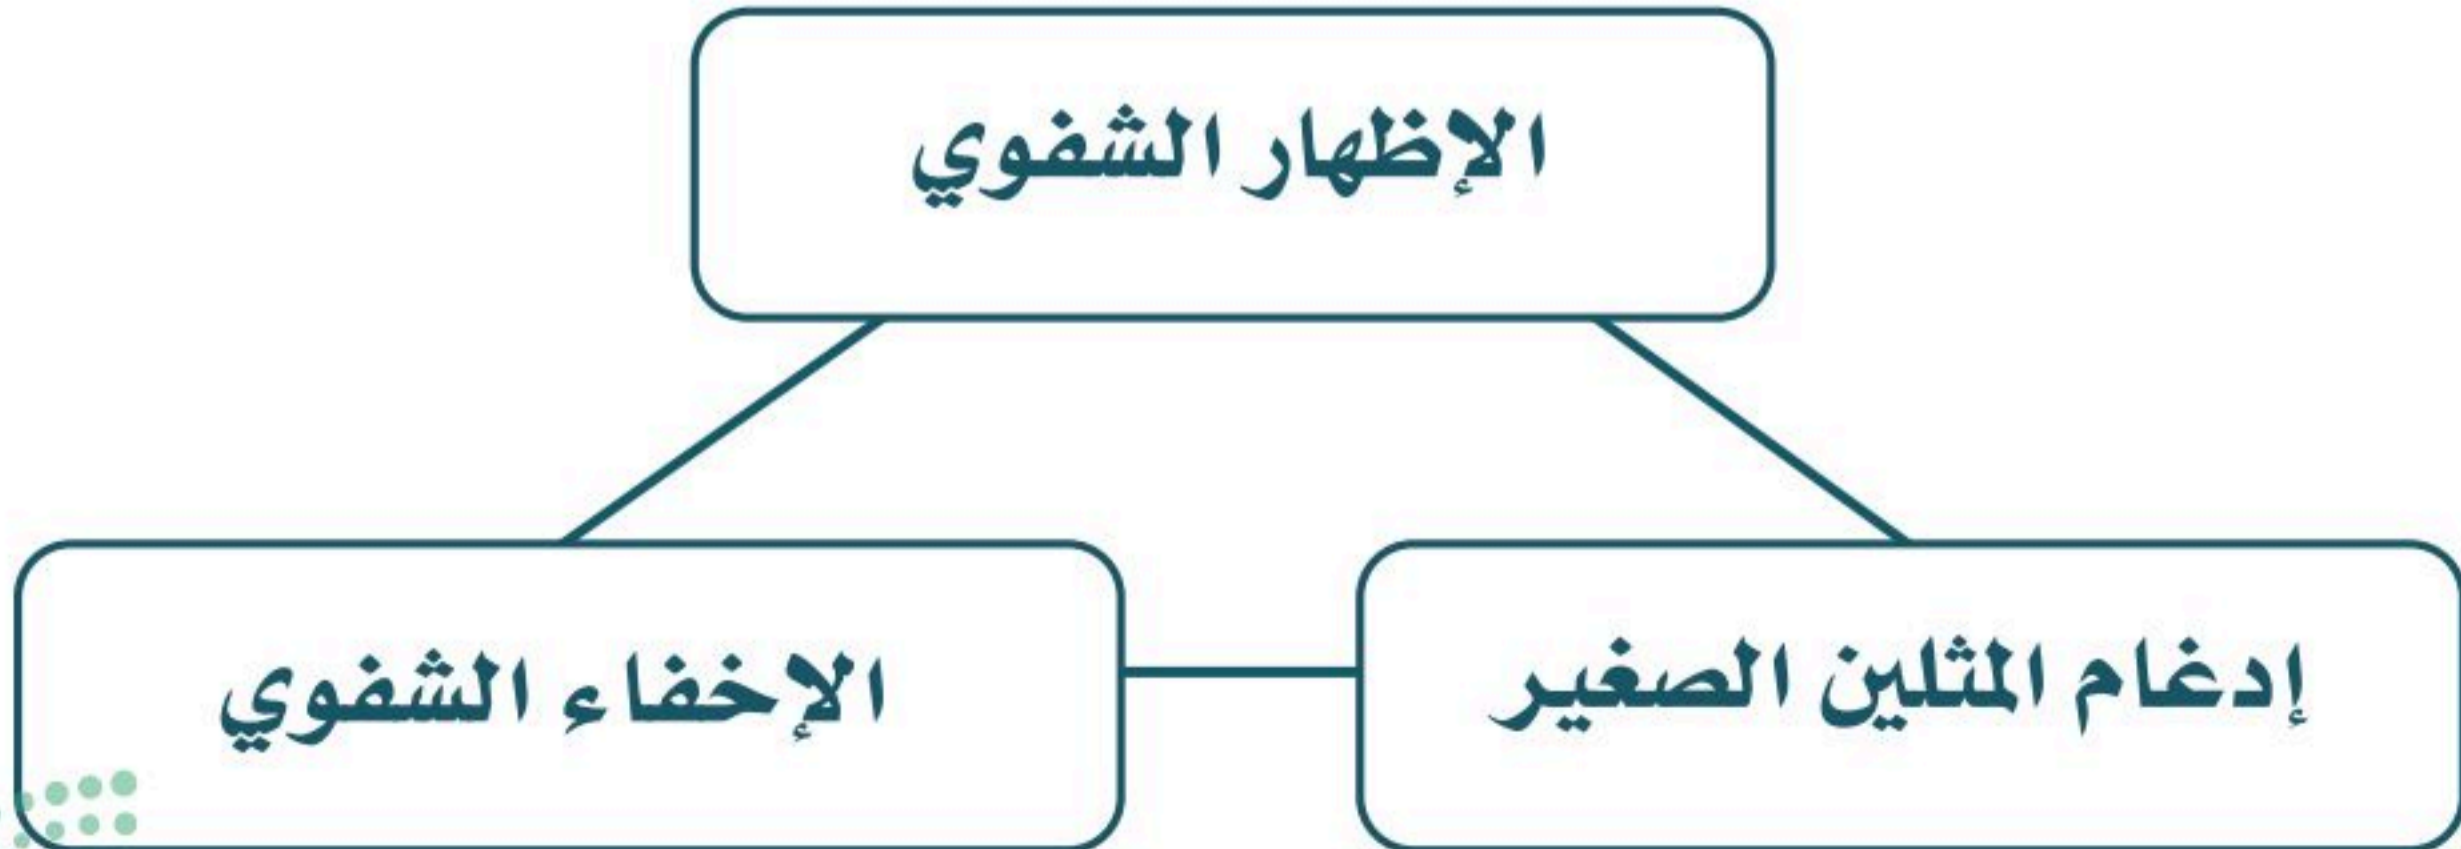 الإظهار الشفوي
إدغام المثلين الصغير
الإخفاء الشفوي